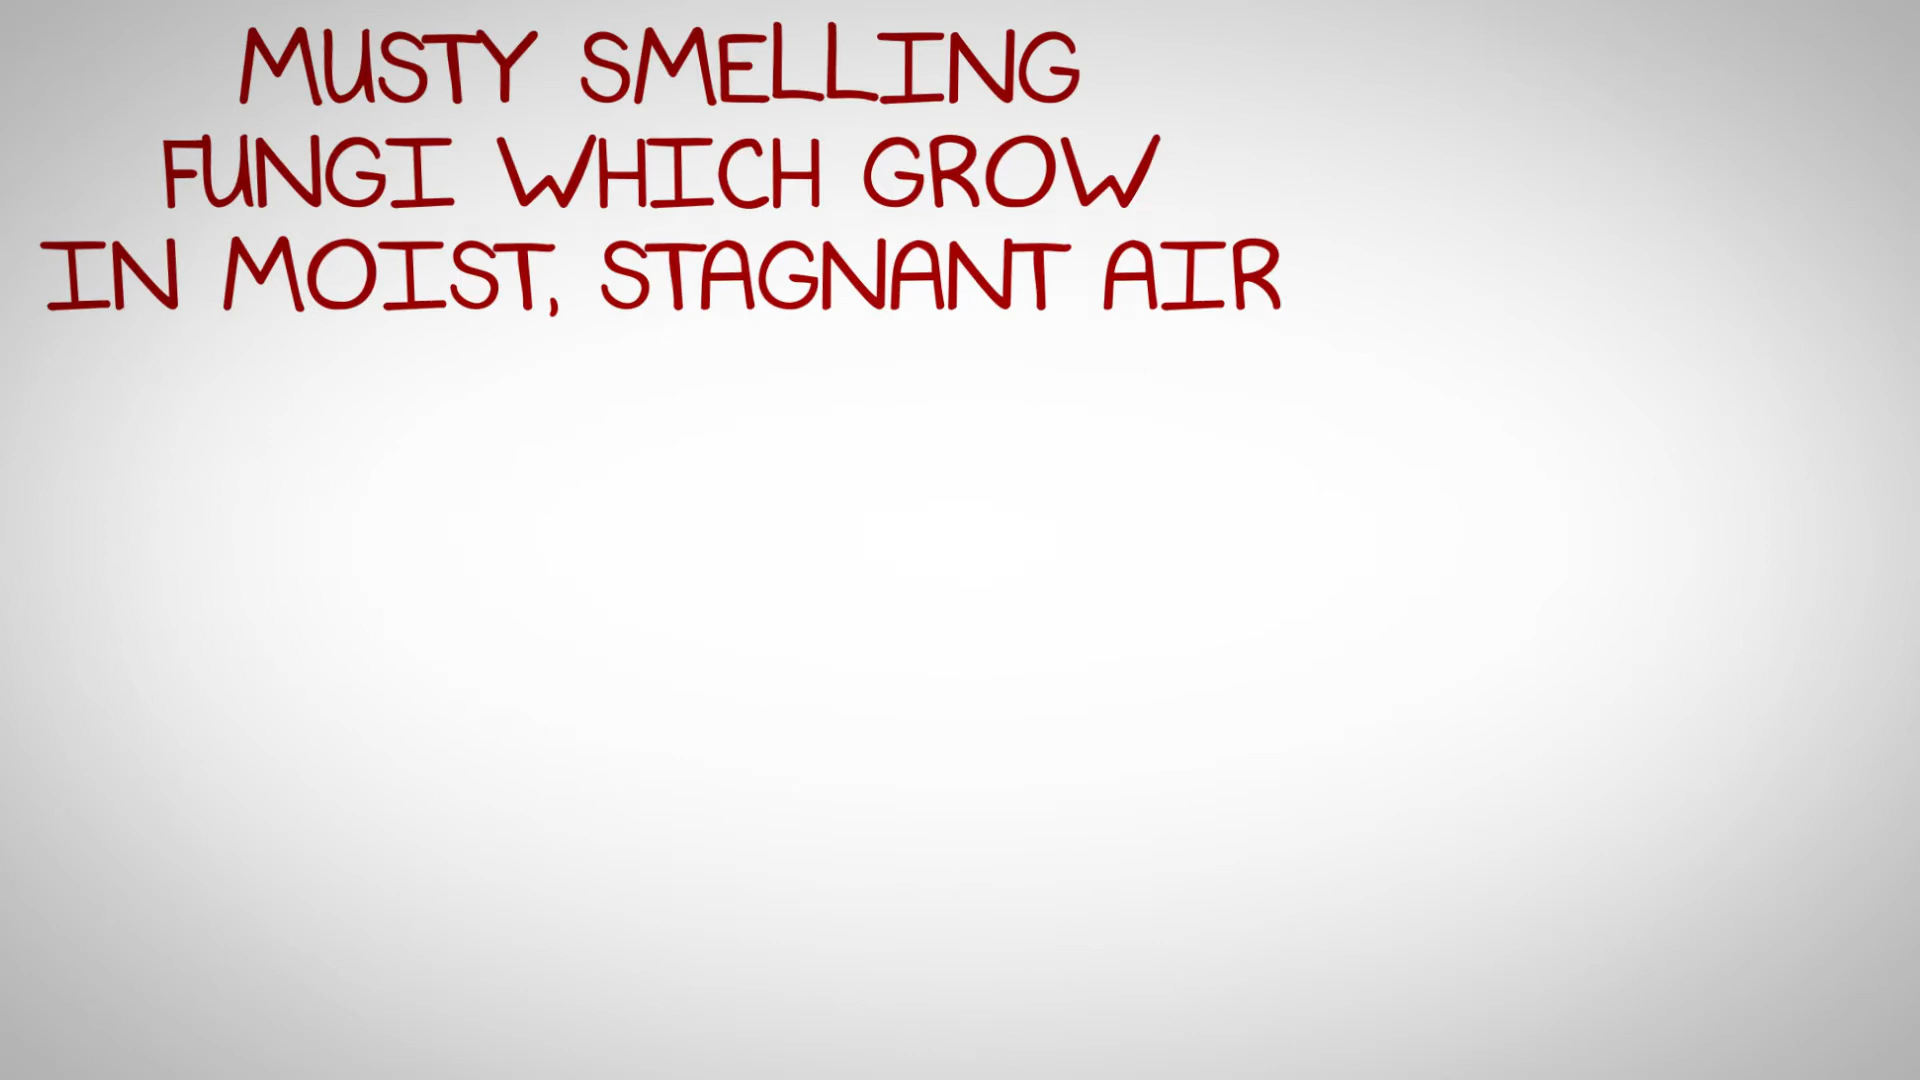 MUSTY SMELLING
FUNGI WHICH GROW
IN MOIST, STAGNANT AIR